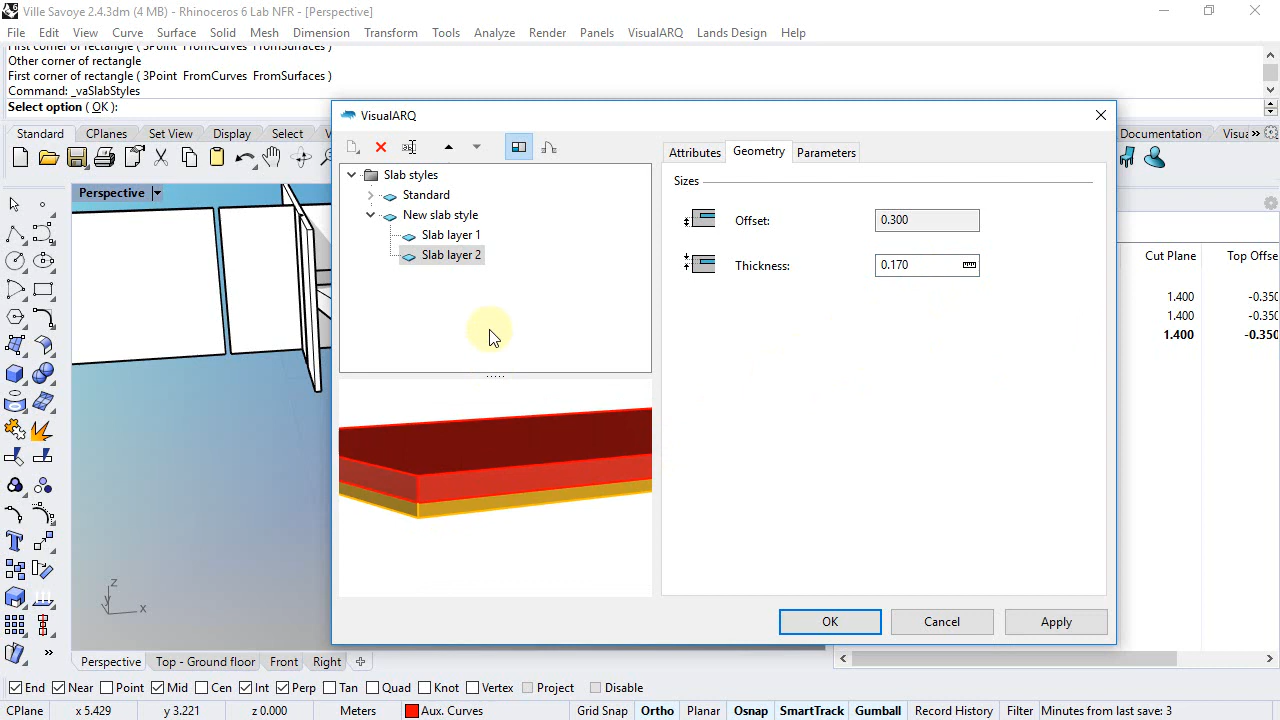 Ville Savoye 2.4.3dm (4 MB) - Rhinoceros 6 Lab NFR - [Perspective]
File Edit View Curve Surface Solid Mesh Dimension Transform Tools Analyze Render Panels VisualARQ Lands Design Help
First corner of rectangle ( 3Point FromCurves FromSurfaces )
Other corner of rectangle
First corner of rectangle ( 3Point FromCurves FromSurfaces )
Command: _vaSlabStyles
Select option ( OK ):
VisualARQ
Standard CPlanes Set View Display Select
Documentation
Attributes Geometry Parameters
Slab styles
Standard
New slab style
Slab layer 1
Slab layer 2
Sizes
Offset: 0.300
Thickness: 0.170
Perspective
Cut Plane Top Offse
1.400 -0.350
1.400 -0.350
1.400 -0.350
z
y
x
OK Cancel Apply
Perspective Top - Ground floor Front Right
End Near Point Mid Cen Int Perp Tan Quad Knot Vertex Project Disable
CPlane x 5.429 y 3.221 z 0.000 Meters Aux. Curves Grid Snap Ortho Planar Osnap SmartTrack Gumball Record History Filter Minutes from last save: 3